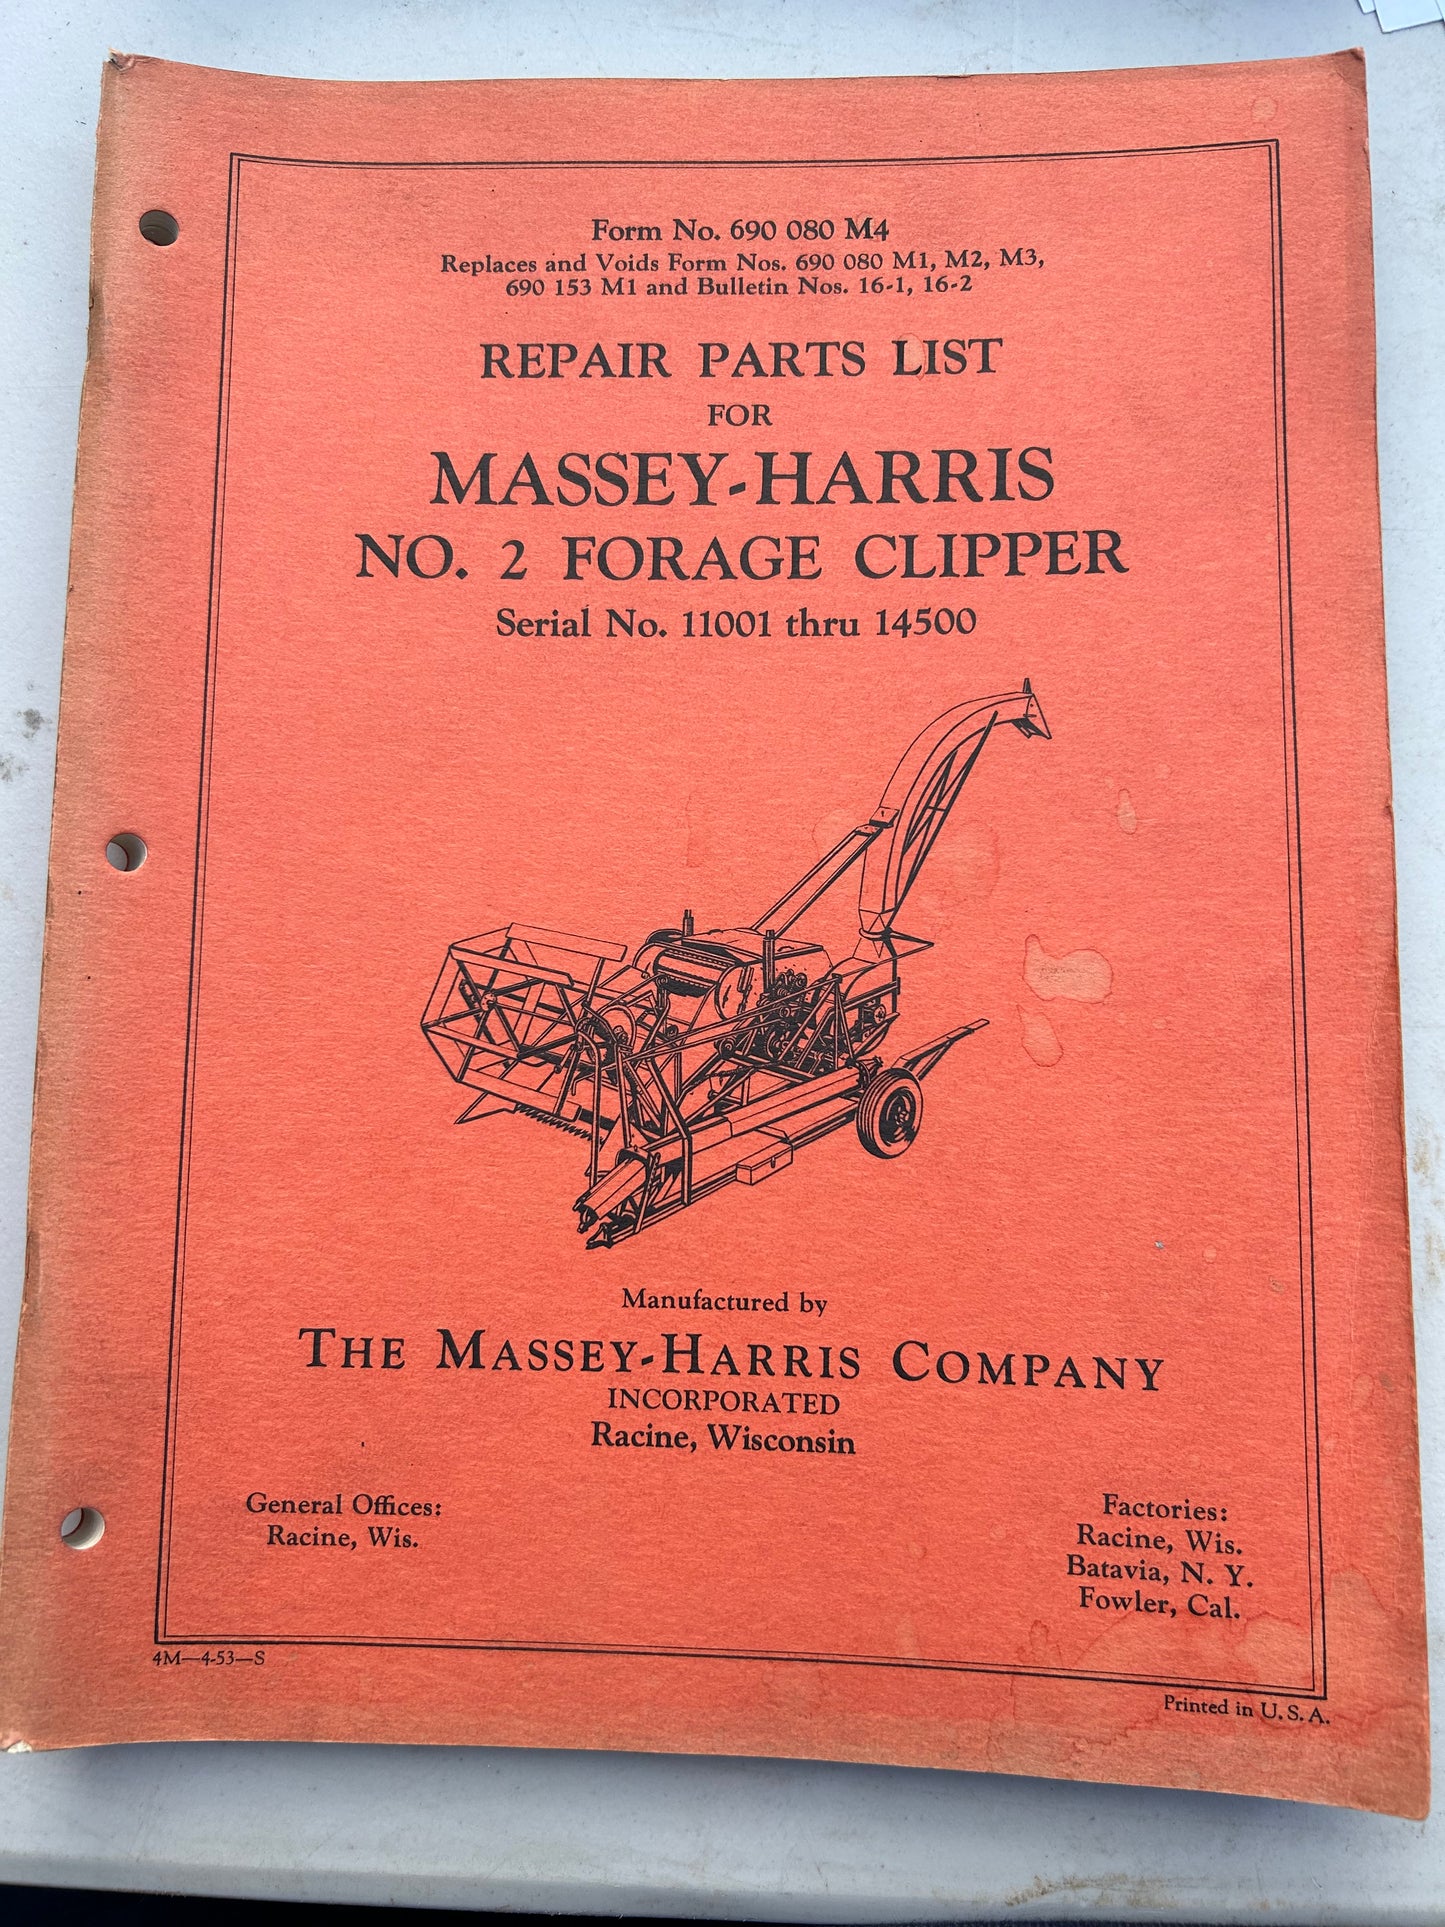 Form No. 690 080 M4
Replaces and Voids Form Nos. 690 080 M1, M2, M3,
690 153 M1 and Bulletin Nos. 16-1, 16-2
REPAIR PARTS LIST
FOR
MASSEY-HARRIS
NO. 2 FORAGE CLIPPER
Serial No. 11001 thru 14500
Manufactured by
THE MASSEY-HARRIS COMPANY
INCORPORATED
Racine, Wisconsin
General Offices:
Racine, Wis.
Factories:
Racine, Wis.
Batavia, N. Y.
Fowler, Cal.
4M—4-53—S
Printed in U. S. A.